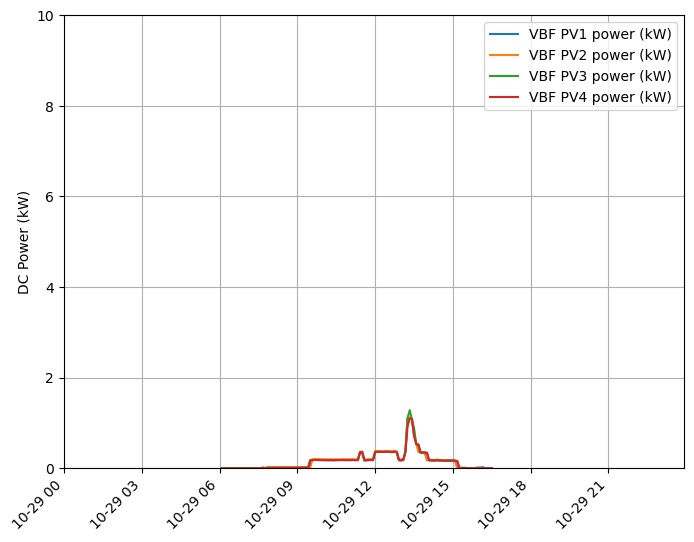 10
8
6
4
2
0
DC Power (kW)
VBF PV1 power (kW)
VBF PV2 power (kW)
VBF PV3 power (kW)
VBF PV4 power (kW)
10-29 00
10-29 03
10-29 06
10-29 09
10-29 12
10-29 15
10-29 18
10-29 21